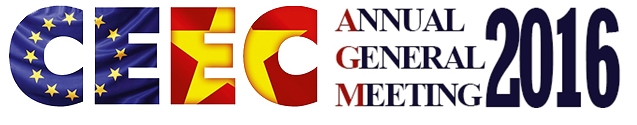 CEEC
ANNUAL
GENERAL
MEETING
2016